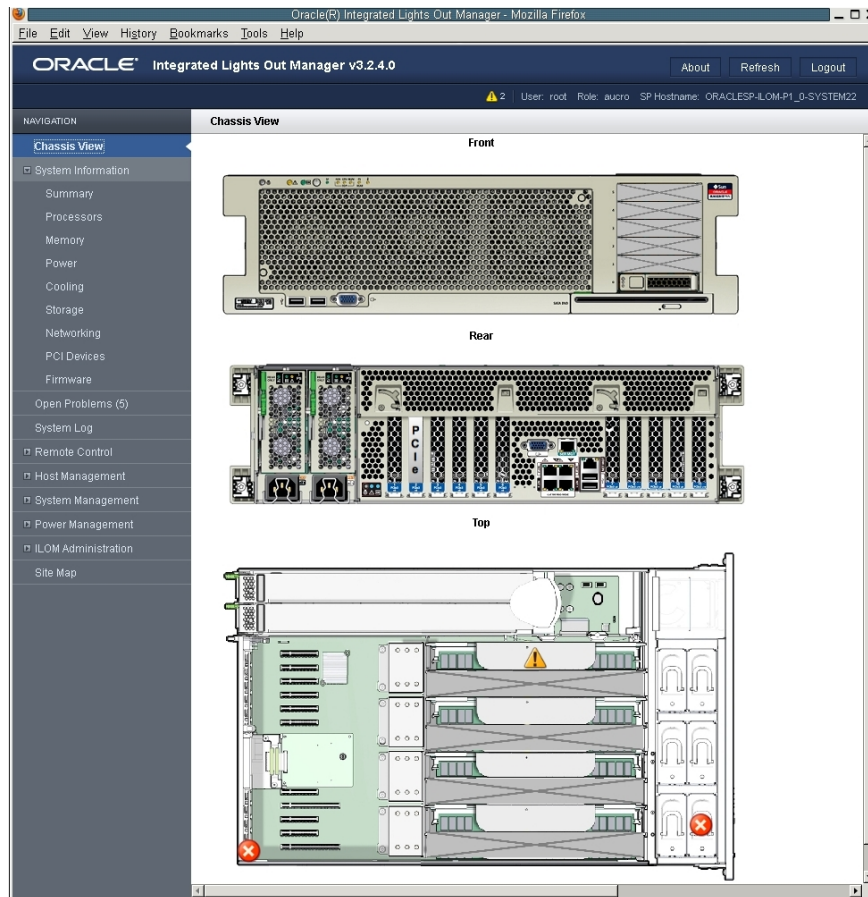 Oracle(R) Integrated Lights Out Manager - Mozilla Firefox
File Edit View History Bookmarks Tools Help
ORACLE® Integrated Lights Out Manager v3.2.4.0
About Refresh Logout
2 User: root Role: aucro SP Hostname: ORACLESP-ILOM-P1_0-SYSTEM22
NAVIGATION
Chassis View
System Information
Summary
Processors
Memory
Power
Cooling
Storage
Networking
PCI Devices
Firmware
Open Problems (5)
System Log
Remote Control
Host Management
System Management
Power Management
ILOM Administration
Site Map
Chassis View
Front
Sun
Rear
PCIe
Top